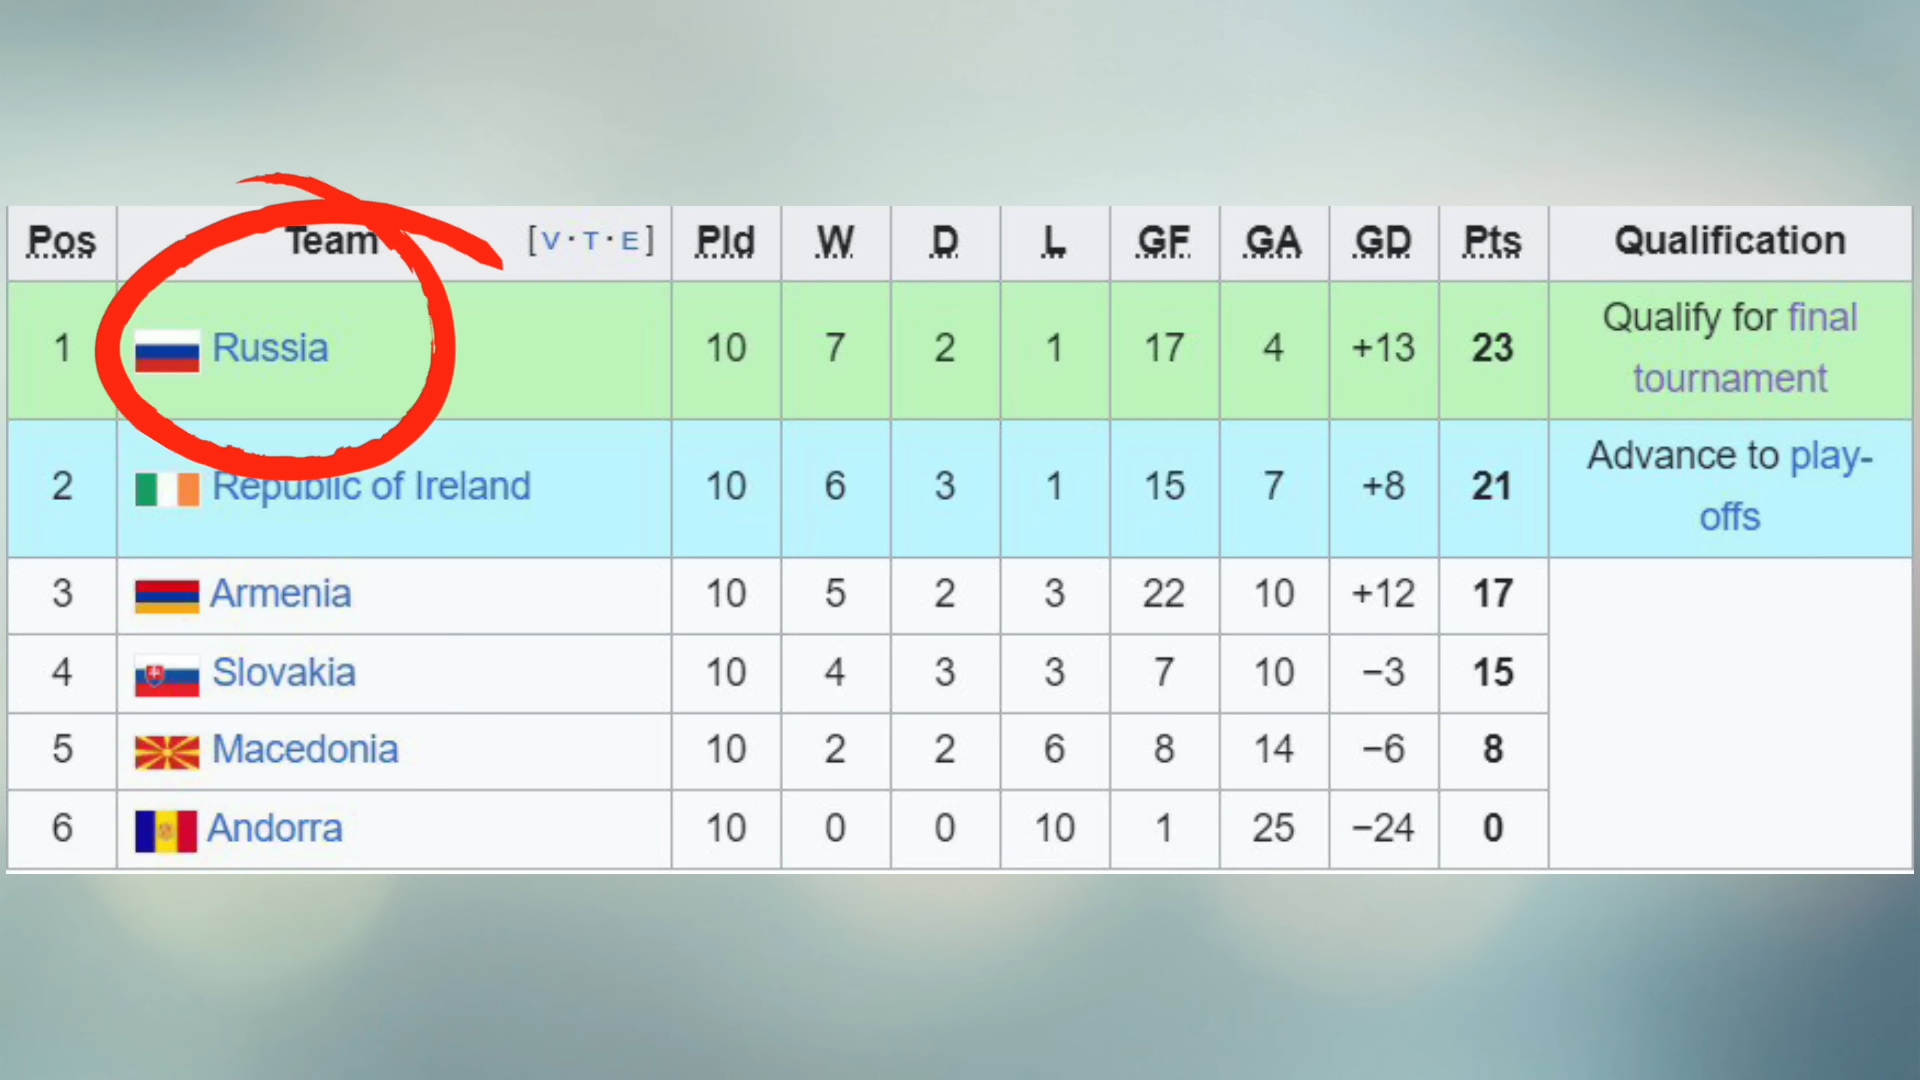 Pos Team [V·T·E] Pld W D L GF GA GD Pts Qualification
1 Russia 10 7 2 1 17 4 +13 23 Qualify for final
tournament
2 Republic of Ireland 10 6 3 1 15 7 +8 21 Advance to play-
offs
3 Armenia 10 5 2 3 22 10 +12 17
4 Slovakia 10 4 3 3 7 10 −3 15
5 Macedonia 10 2 2 6 8 14 −6 8
6 Andorra 10 0 0 10 1 25 −24 0